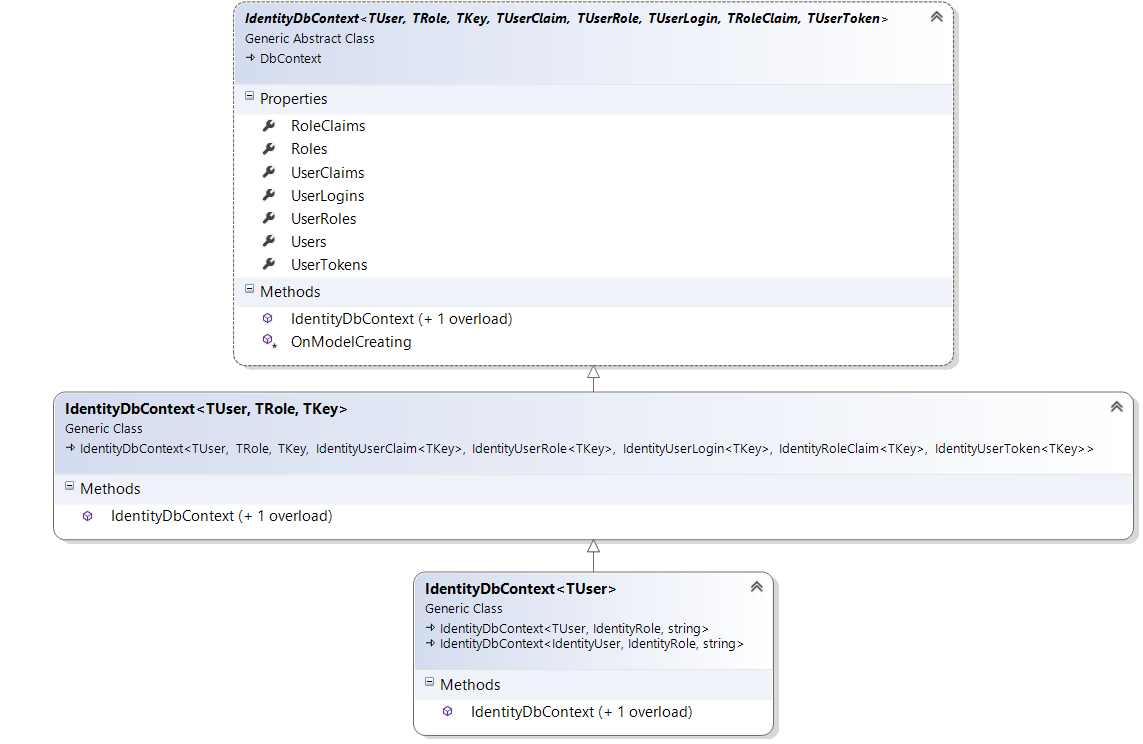 IdentityDbContext<TUser, TRole, TKey, TUserClaim, TUserRole, TUserLogin, TRoleClaim, TUserToken>
Generic Abstract Class
DbContext
Properties
RoleClaims
Roles
UserClaims
UserLogins
UserRoles
Users
UserTokens
Methods
IdentityDbContext (+ 1 overload)
OnModelCreating
IdentityDbContext<TUser, TRole, TKey>
Generic Class
IdentityDbContext<TUser, TRole, TKey, IdentityUserClaim<TKey>, IdentityUserRole<TKey>, IdentityUserLogin<TKey>, IdentityRoleClaim<TKey>, IdentityUserToken<TKey>>
Methods
IdentityDbContext (+ 1 overload)
IdentityDbContext<TUser>
Generic Class
IdentityDbContext<TUser, IdentityRole, string>
IdentityDbContext<IdentityUser, IdentityRole, string>
Methods
IdentityDbContext (+ 1 overload)